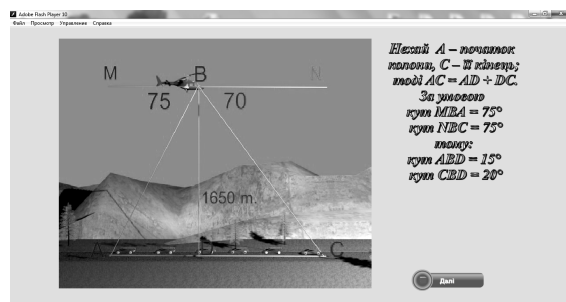 Adobe Flash Player 10
Файл Просмотр Управление Справка
M B N
75 70
1650 m.
A C
Нехай А – початок
колони, С – її кінець;
тоді AC = AD + DC.
За умовою
кут MBA = 75°
кут NBC = 75°
тому:
кут ABD = 15°
кут CBD = 20°
Далі